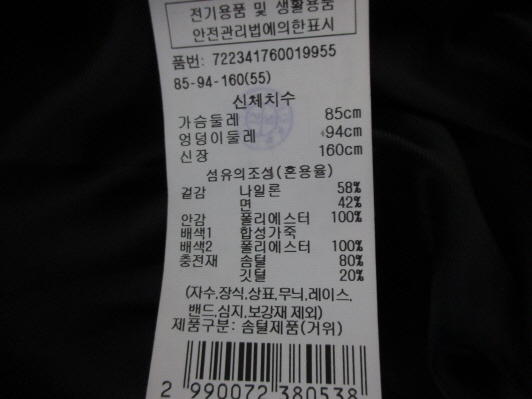 전기용품 및 생활용품
안전관리법에의한표시
품번: 722341760019955
85-94-160(55)
신체치수
가슴둘레 85cm
엉덩이둘레 94cm
신장 160cm
섬유의조성(혼용율)
겉감 나일론 58%
면 42%
안감 폴리에스터 100%
배색1 합성가죽
배색2 폴리에스터 100%
충전재 솜털 80%
깃털 20%
(자수,장식,상표,무늬,레이스,
밴드,심지,보강재 제외)
제품구분: 솜털제품(거위)
2 990072 380538